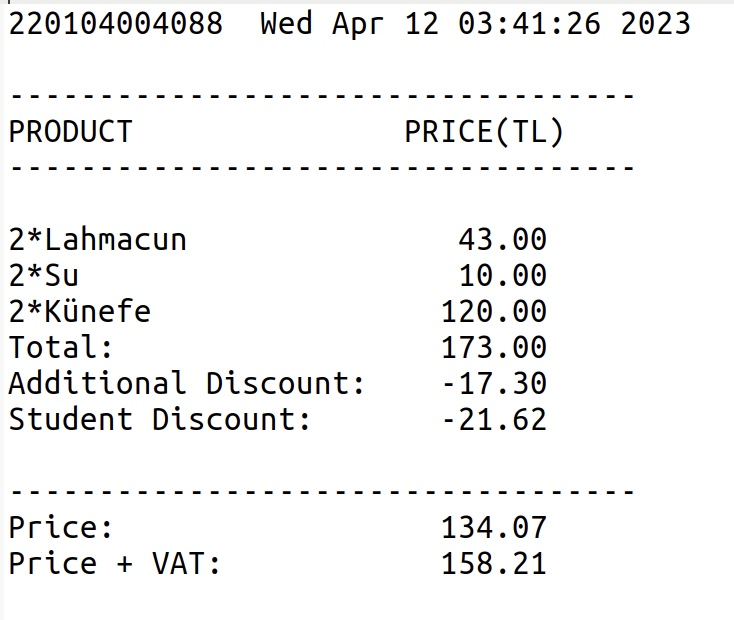 220104004088  Wed Apr 12 03:41:26 2023
-----------------------------------
PRODUCT               PRICE(TL)
-----------------------------------
2*Lahmacun               43.00
2*Su                     10.00
2*Künefe                120.00
Total:                  173.00
Additional Discount:    -17.30
Student Discount:       -21.62
-----------------------------------
Price:                  134.07
Price + VAT:            158.21